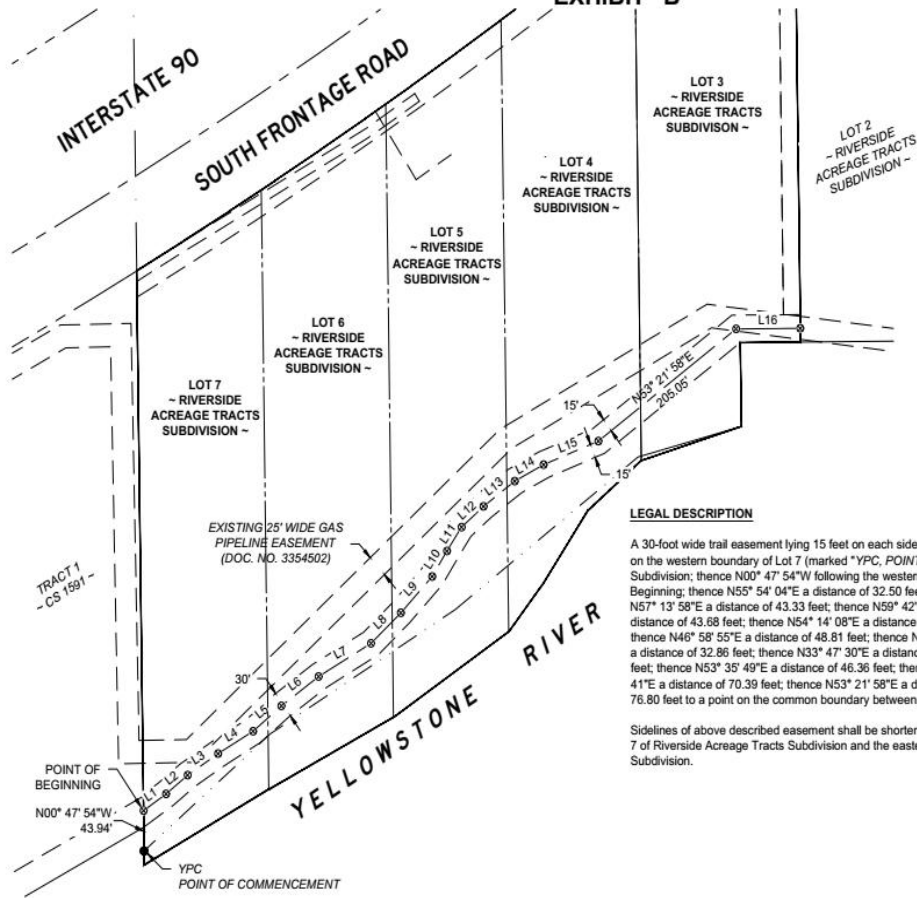 INTERSTATE 90
SOUTH FRONTAGE ROAD
LOT 3
~ RIVERSIDE
ACREAGE TRACTS
SUBDIVISON ~
LOT 2
~ RIVERSIDE
ACREAGE TRACTS
SUBDIVISION ~
LOT 4
~ RIVERSIDE
ACREAGE TRACTS
SUBDIVISION ~
LOT 5
~ RIVERSIDE
ACREAGE TRACTS
SUBDIVISION ~
LOT 6
~ RIVERSIDE
ACREAGE TRACTS
SUBDIVISION ~
LOT 7
~ RIVERSIDE
ACREAGE TRACTS
SUBDIVISION ~
L16
N53° 21' 58"E
205.05'
15'
15'
L15
L14
L13
L12
L11
L10
L9
L8
L7
L6
L5
L4
L3
L2
L1
30'
EXISTING 25' WIDE GAS
PIPELINE EASEMENT
(DOC. NO. 3354502)
TRACT 1
~ CS 1591 ~
YELLOWSTONE RIVER
POINT OF
BEGINNING
N00° 47' 54"W
43.94'
YPC
POINT OF COMMENCEMENT
LEGAL DESCRIPTION
A 30-foot wide trail easement lying 15 feet on each side
on the western boundary of Lot 7 (marked "YPC, POINT
Subdivision; thence N00° 47' 54"W following the wester
Beginning; thence N55° 54' 04"E a distance of 32.50 fee
N57° 13' 58"E a distance of 43.33 feet; thence N59° 42'
distance of 43.68 feet; thence N54° 14' 08"E a distance
thence N46° 58' 55"E a distance of 48.81 feet; thence N
a distance of 32.86 feet; thence N33° 47' 30"E a distanc
feet; thence N53° 35' 49"E a distance of 46.36 feet; ther
41"E a distance of 70.39 feet; thence N53° 21' 58"E a d
76.80 feet to a point on the common boundary between
Sidelines of above described easement shall be shorter
7 of Riverside Acreage Tracts Subdivision and the easte
Subdivision.